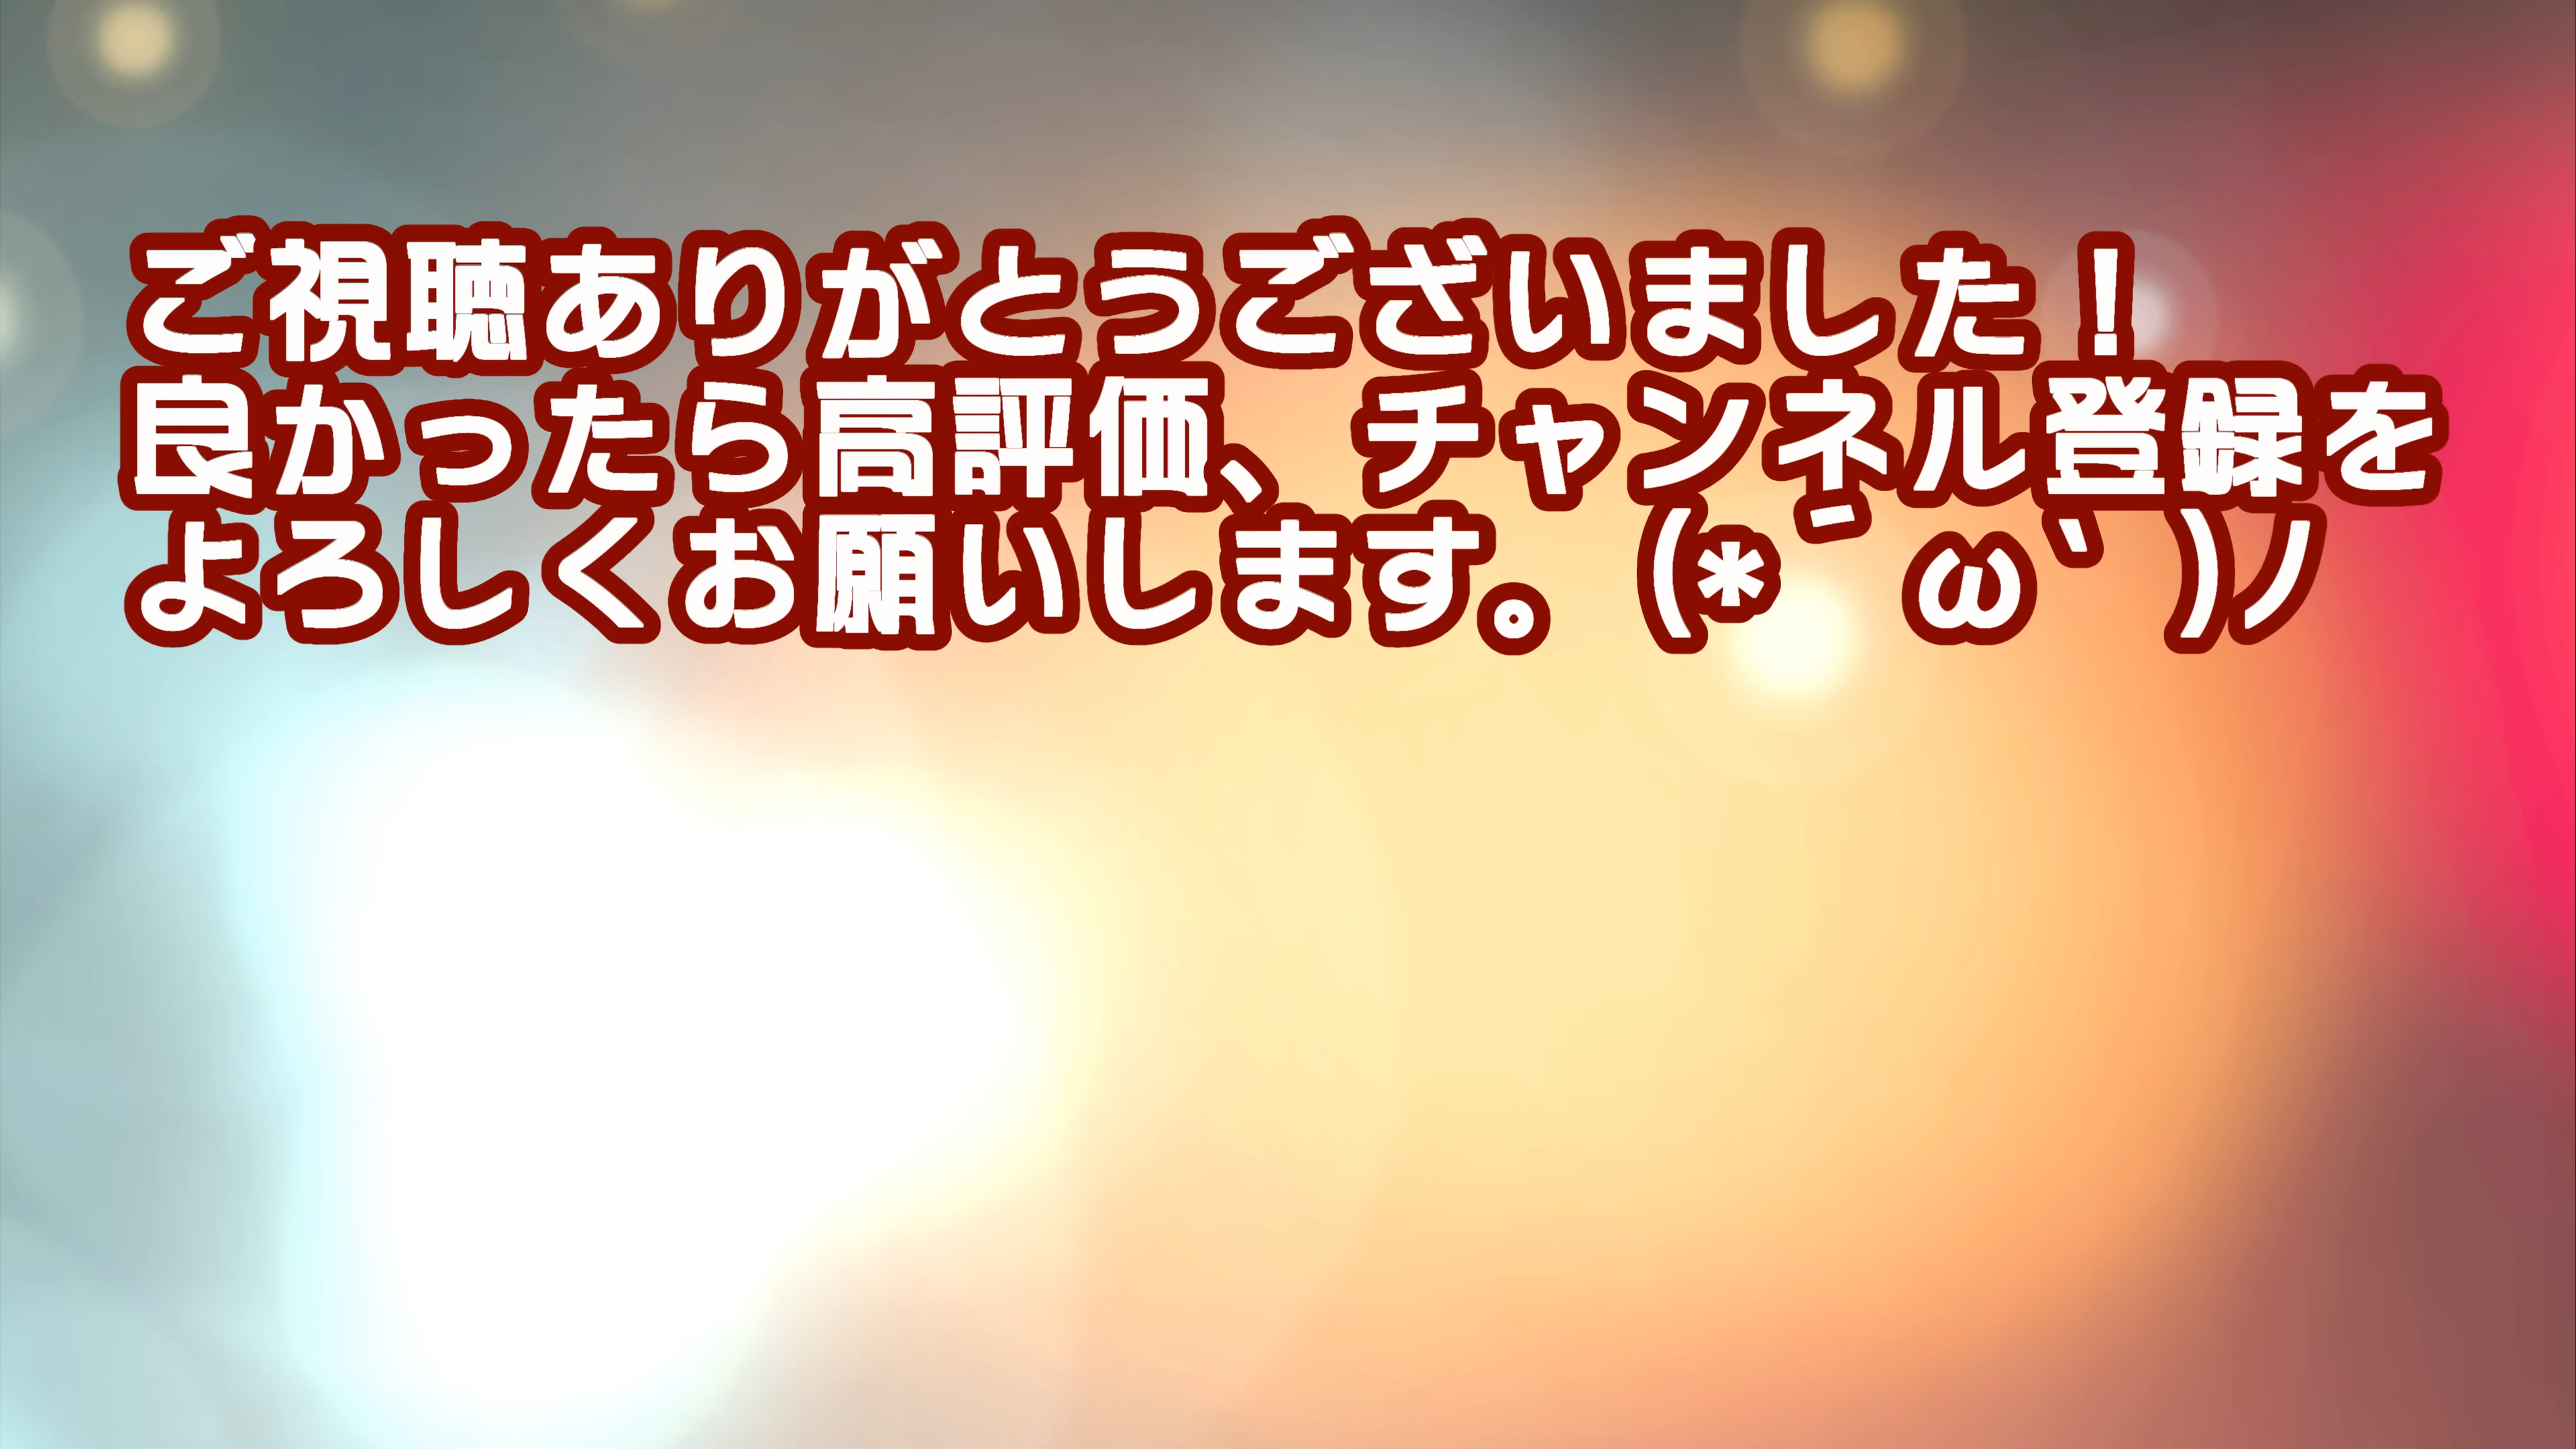 ご視聴ありがとうございました！
良かったら高評価、チャンネル登録を
よろしくお願いします。(*´ω`)ﾉ